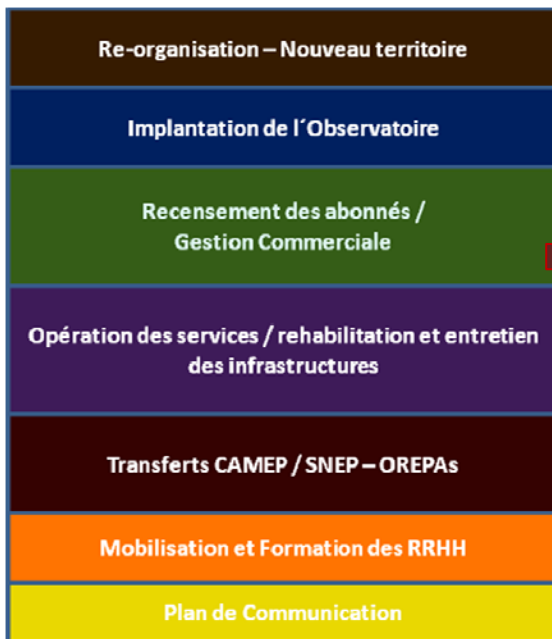 Re-organisation – Nouveau territoire
Implantation de l´Observatoire
Recensement des abonnés /
Gestion Commerciale
Opération des services / rehabilitation et entretien
des infrastructures
Transferts CAMEP / SNEP – OREPAs
Mobilisation et Formation des RRHH
Plan de Communication